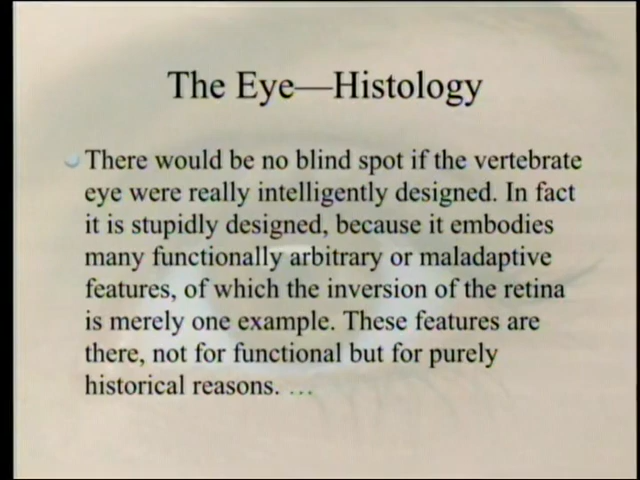 The Eye—Histology
There would be no blind spot if the vertebrate
eye were really intelligently designed. In fact
it is stupidly designed, because it embodies
many functionally arbitrary or maladaptive
features, of which the inversion of the retina
is merely one example. These features are
there, not for functional but for purely
historical reasons. …